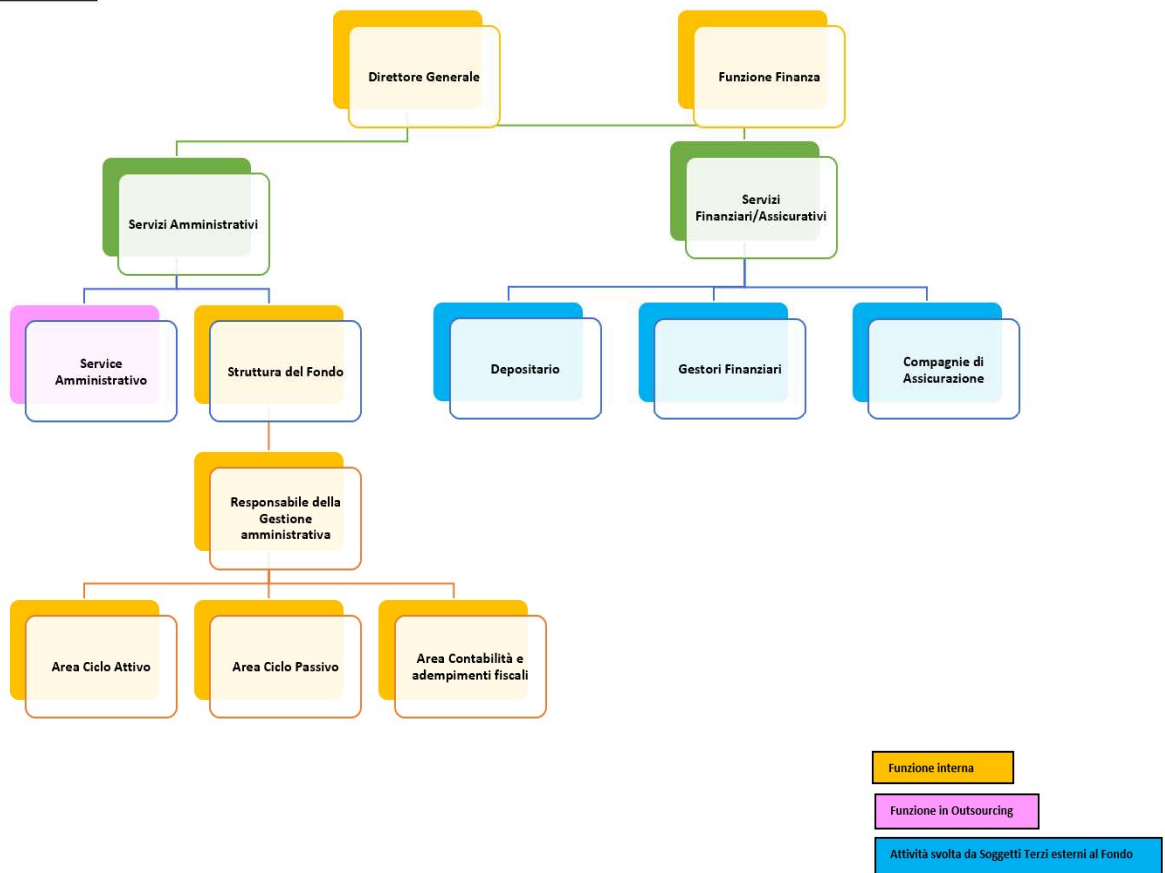 Direttore Generale
Funzione Finanza
Servizi Amministrativi
Servizi
Finanziari/Assicurativi
Service
Amministrativo
Struttura del Fondo
Depositario
Gestori Finanziari
Compagnie di
Assicurazione
Responsabile della
Gestione
amministrativa
Area Ciclo Attivo
Area Ciclo Passivo
Area Contabilità e
adempimenti fiscali
Funzione interna
Funzione in Outsourcing
Attività svolta da Soggetti Terzi esterni al Fondo